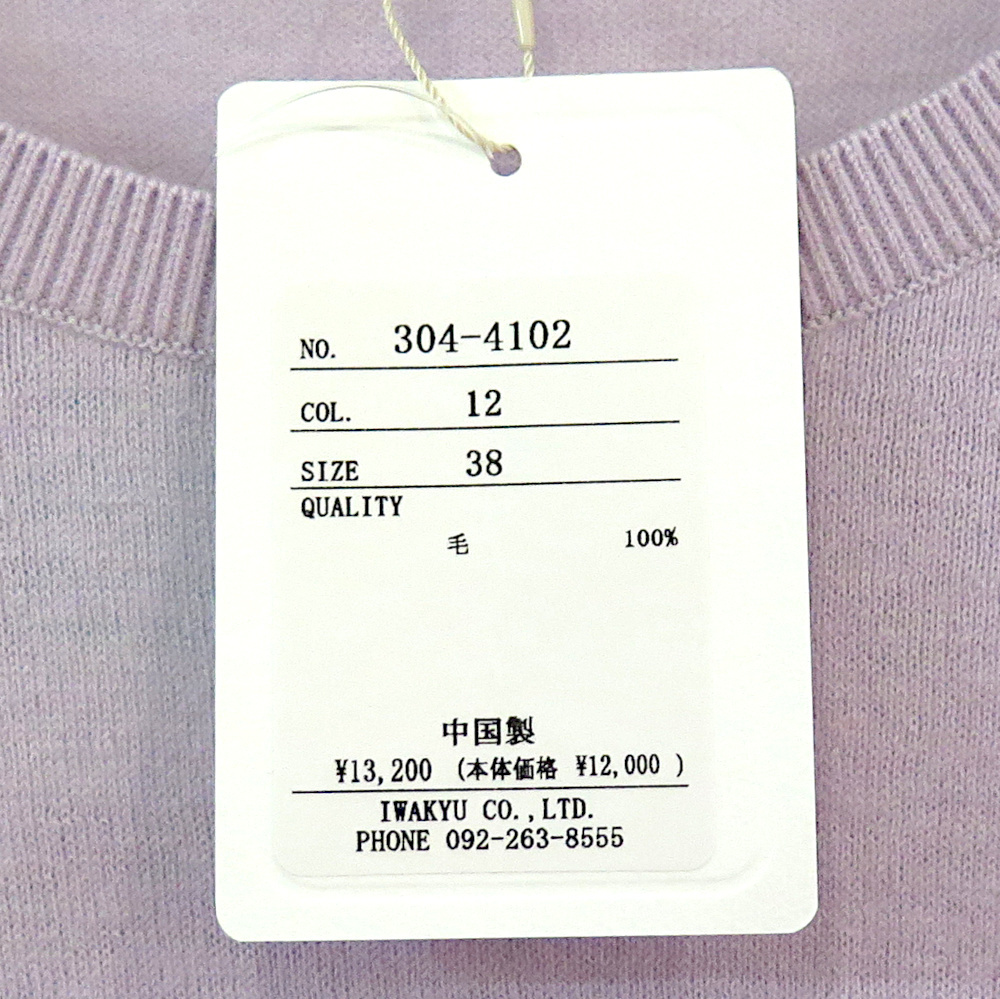 NO. 304-4102
COL. 12
SIZE 38
QUALITY
毛 100%
中国製
¥13,200 (本体価格 ¥12,000 )
IWAKYU CO.,LTD.
PHONE 092-263-8555